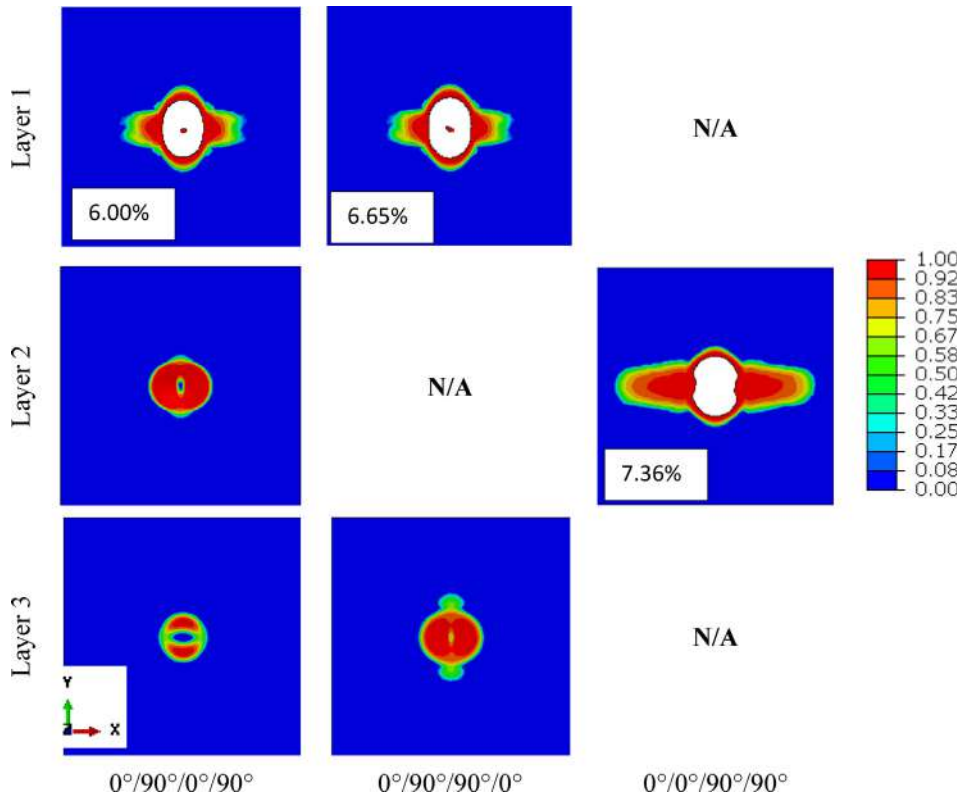 Layer 1
6.00%
6.65%
N/A
Layer 2
N/A
7.36%
1.00
0.92
0.83
0.75
0.67
0.58
0.50
0.42
0.33
0.25
0.17
0.08
0.00
Layer 3
Y
Z
X
N/A
0°/90°/0°/90°
0°/90°/90°/0°
0°/0°/90°/90°